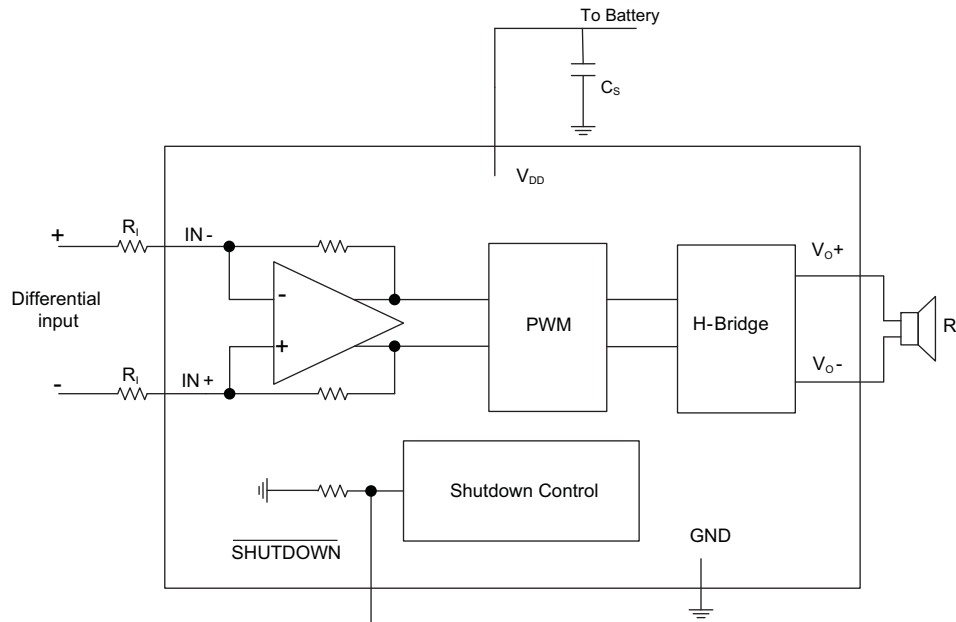 To Battery
C_S
V_DD
+
R_I
IN -
V_O+
Differential
input
-
+
PWM
H-Bridge
R
-
R_I
IN +
V_O-
Shutdown Control
SHUTDOWN
GND